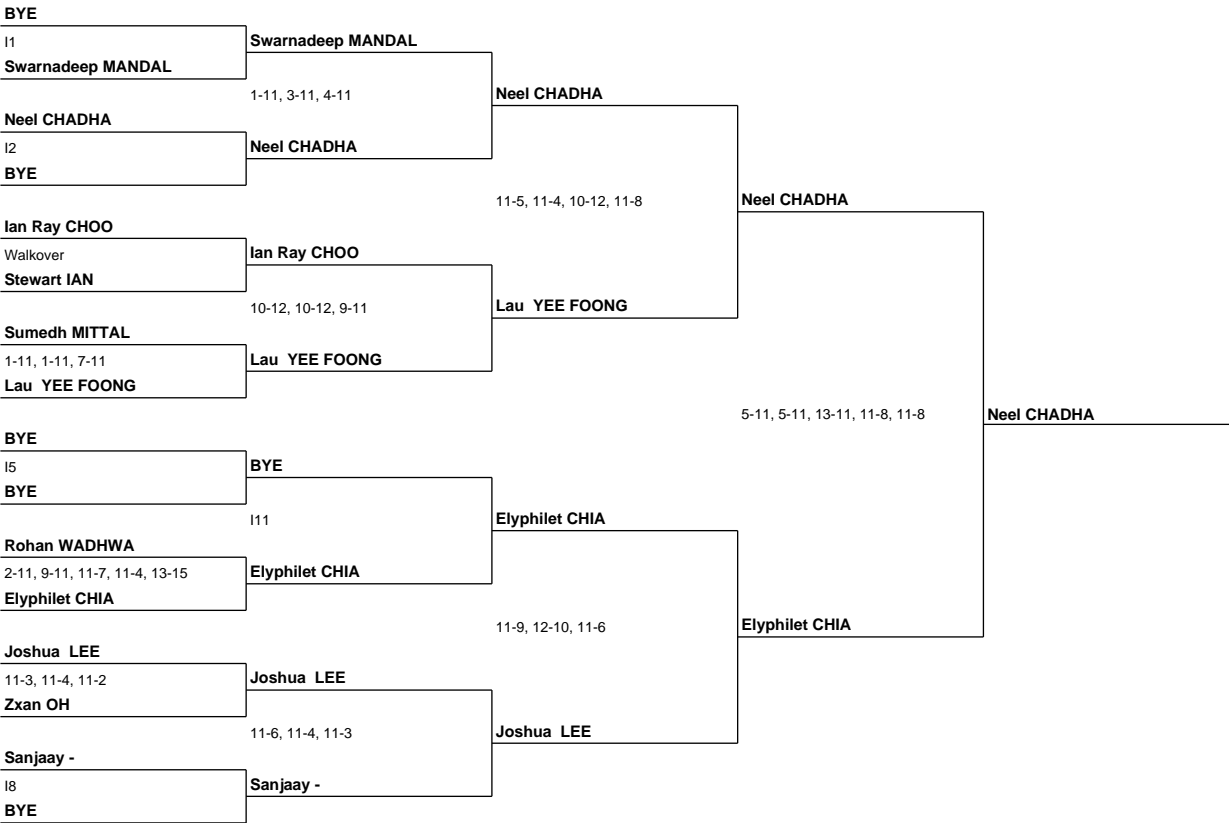 BYE
I1
Swarnadeep MANDAL
Swarnadeep MANDAL
1-11, 3-11, 4-11
Neel CHADHA
Neel CHADHA
I2
Neel CHADHA
BYE
11-5, 11-4, 10-12, 11-8
Neel CHADHA
Ian Ray CHOO
Walkover
Ian Ray CHOO
Stewart IAN
10-12, 10-12, 9-11
Lau YEE FOONG
Sumedh MITTAL
1-11, 1-11, 7-11
Lau YEE FOONG
Lau YEE FOONG
5-11, 5-11, 13-11, 11-8, 11-8
Neel CHADHA
BYE
I5
BYE
BYE
I11
Elyphilet CHIA
Rohan WADHWA
2-11, 9-11, 11-7, 11-4, 13-15
Elyphilet CHIA
Elyphilet CHIA
11-9, 12-10, 11-6
Elyphilet CHIA
Joshua LEE
11-3, 11-4, 11-2
Joshua LEE
Zxan OH
11-6, 11-4, 11-3
Joshua LEE
Sanjaay -
I8
Sanjaay -
BYE